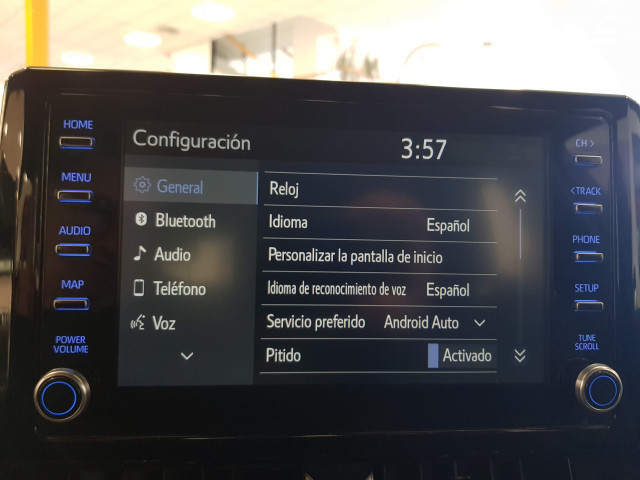 HOME
MENU
AUDIO
MAP
POWER
VOLUME
Configuración
3:57
General
Bluetooth
Audio
Teléfono
Voz
Reloj
Idioma Español
Personalizar la pantalla de inicio
Idioma de reconocimiento de voz Español
Servicio preferido Android Auto
Pitido Activado
CH >
< TRACK
PHONE
SETUP
TUNE
SCROLL